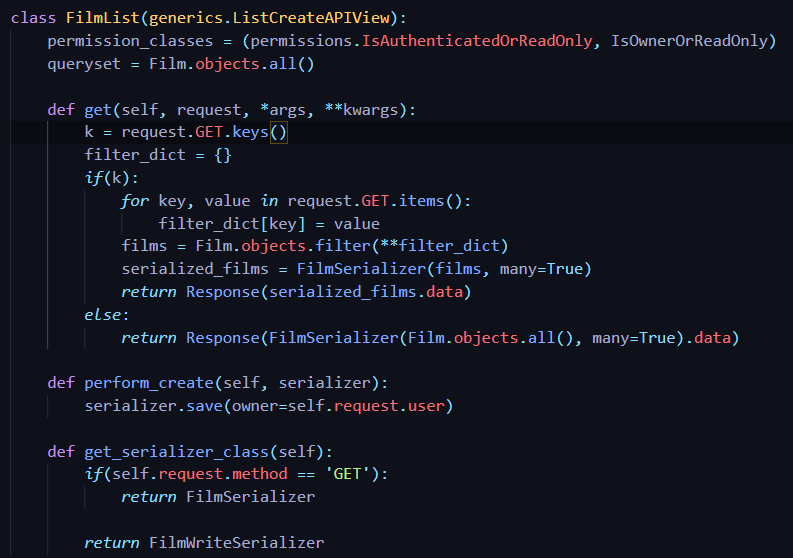 class FilmList(generics.ListCreateAPIView):
    permission_classes = (permissions.IsAuthenticatedOrReadOnly, IsOwnerOrReadOnly)
    queryset = Film.objects.all()

    def get(self, request, *args, **kwargs):
        k = request.GET.keys()
        filter_dict = {}
        if(k):
            for key, value in request.GET.items():
                filter_dict[key] = value
            films = Film.objects.filter(**filter_dict)
            serialized_films = FilmSerializer(films, many=True)
            return Response(serialized_films.data)
        else:
            return Response(FilmSerializer(Film.objects.all(), many=True).data)

    def perform_create(self, serializer):
        serializer.save(owner=self.request.user)

    def get_serializer_class(self):
        if(self.request.method == 'GET'):
            return FilmSerializer

        return FilmWriteSerializer